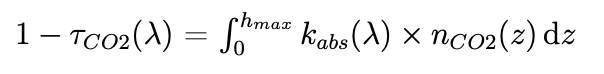 1 − τ_{CO2}(λ) = ∫_0^{h_{max}} k_{abs}(λ) × n_{CO2}(z) dz